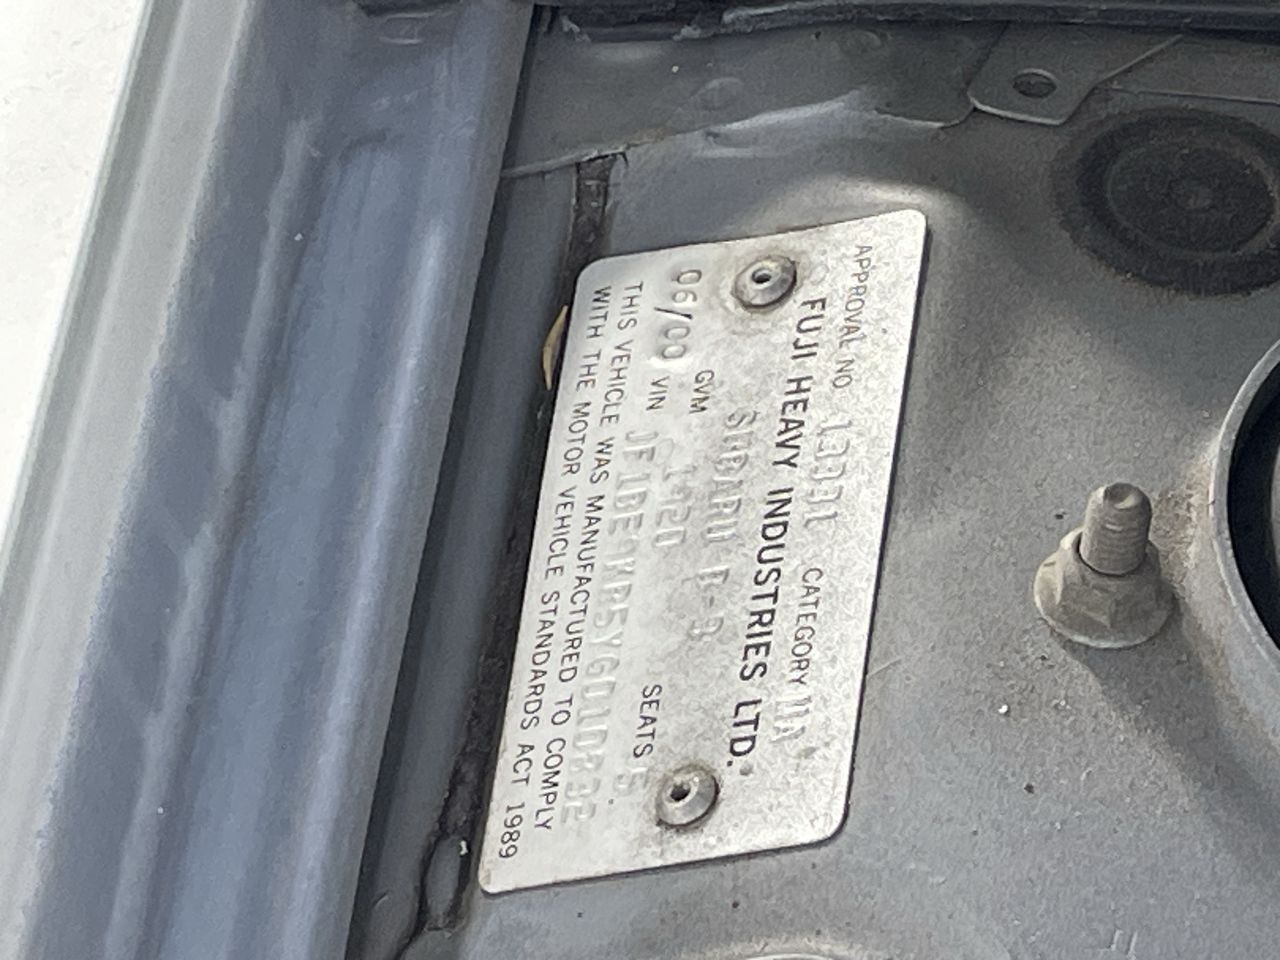 APPROVAL NO. 13331 CATEGORY MA
FUJI HEAVY INDUSTRIES LTD.
SUBARU B-9
GVM 1920 SEATS 5
06/00 VIN
THIS VEHICLE WAS MANUFACTURED TO COMPLY
WITH THE MOTOR VEHICLE STANDARDS ACT 1989